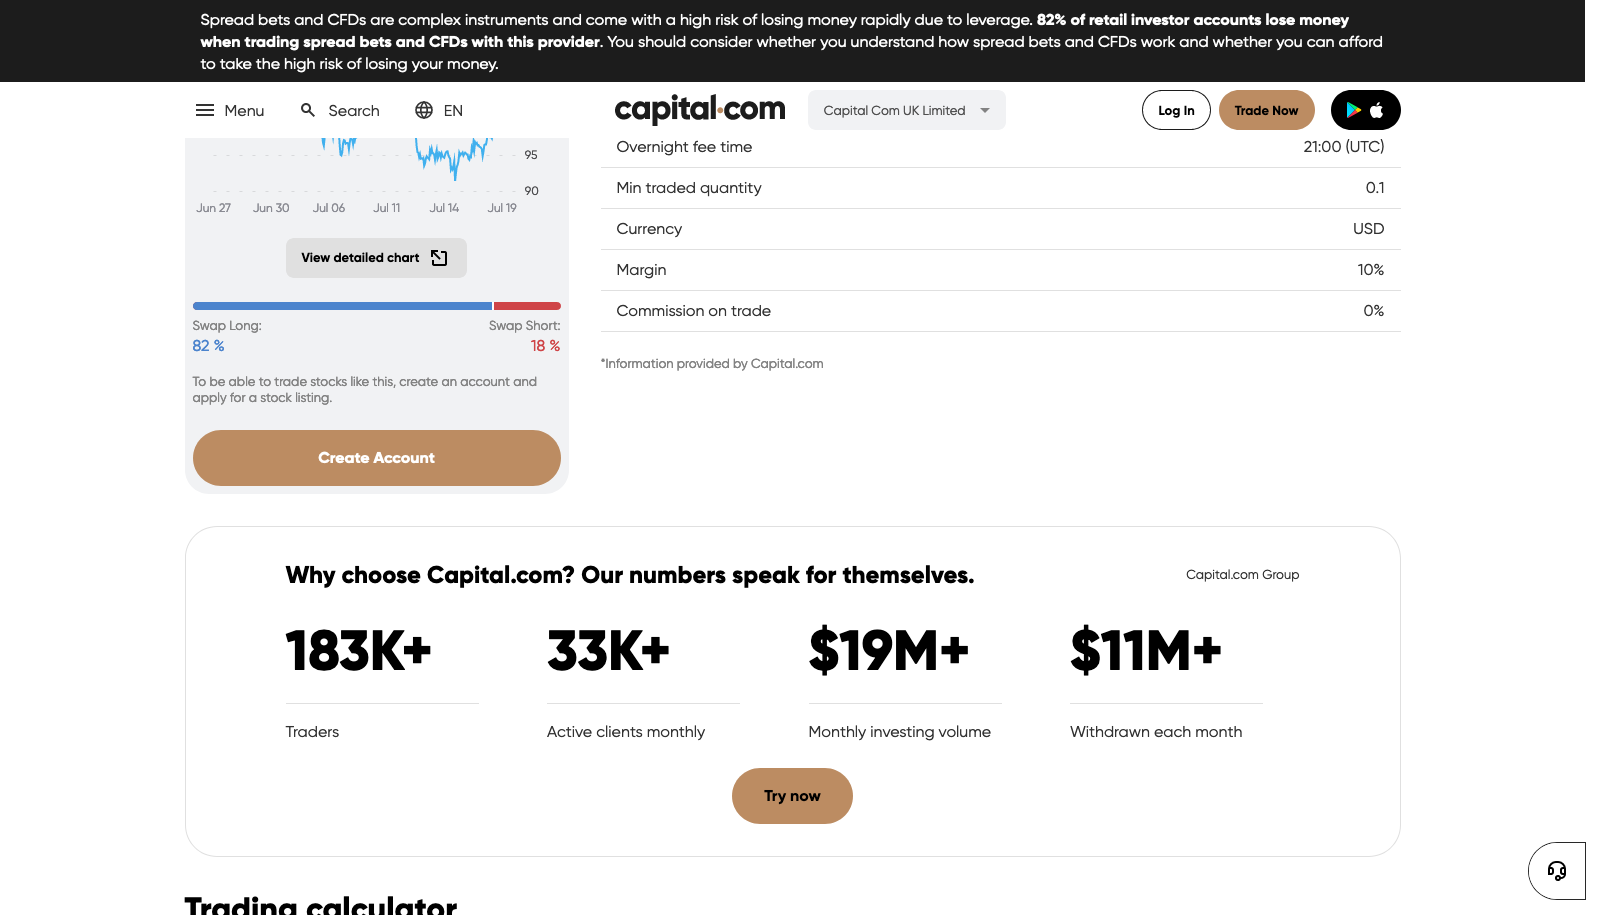 Spread bets and CFDs are complex instruments and come with a high risk of losing money rapidly due to leverage. 82% of retail investor accounts lose money
when trading spread bets and CFDs with this provider. You should consider whether you understand how spread bets and CFDs work and whether you can afford
to take the high risk of losing your money.
Menu Search EN capital.com Capital Com UK Limited Log In Trade Now
95
90
Jun 27 Jun 30 Jul 06 Jul 11 Jul 14 Jul 19
View detailed chart
Swap Long: Swap Short:
82 % 18 %
To be able to trade stocks like this, create an account and
apply for a stock listing.
Create Account
Overnight fee time 21:00 (UTC)
Min traded quantity 0.1
Currency USD
Margin 10%
Commission on trade 0%
*Information provided by Capital.com
Why choose Capital.com? Our numbers speak for themselves. Capital.com Group
183K+ 33K+ $19M+ $11M+
Traders Active clients monthly Monthly investing volume Withdrawn each month
Try now
Trading calculator